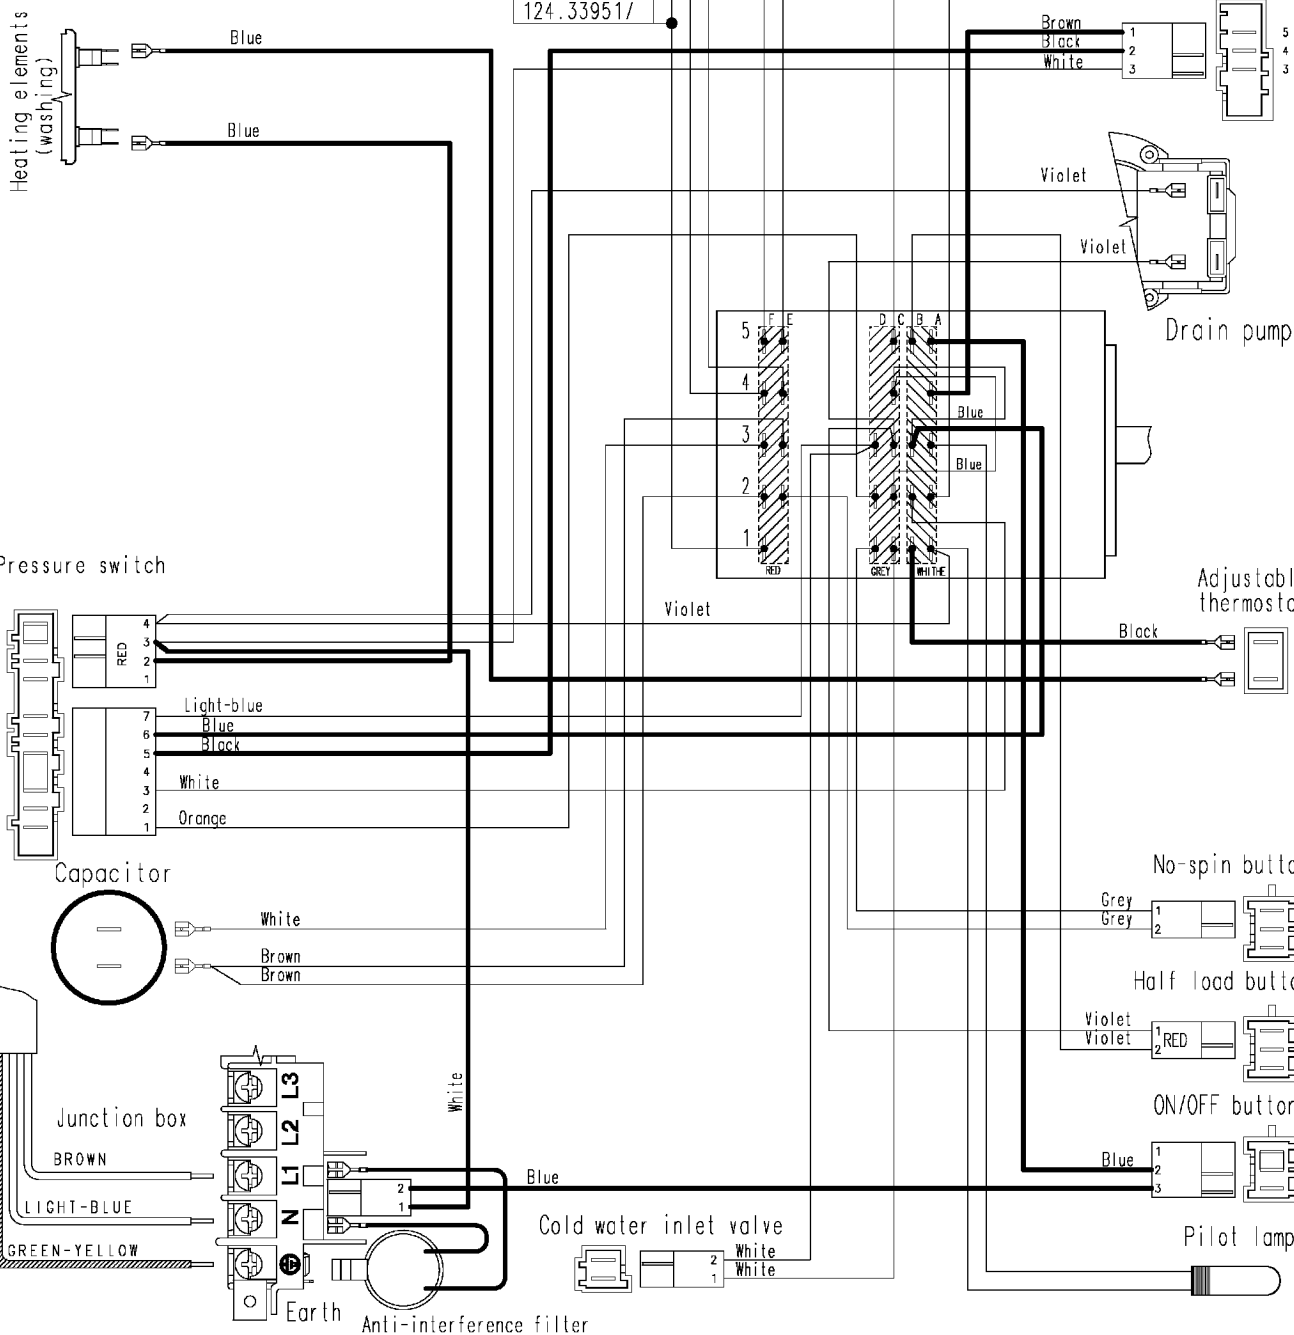 124.33951/
Heating elements
(washing)
Blue
Blue
Brown
Black
White
1
2
3
5
4
3
Violet
Violet
Drain pump
F E D C B A
5
4
3
2
1
Blue
Blue
RED
GREY
WHITHE
Pressure switch
RED
4
3
2
1
Violet
Adjustabl
thermosta
Black
7
6
5
4
3
2
1
Light-blue
Blue
Black
White
Orange
Capacitor
White
Brown
Brown
No-spin butto
Grey
Grey
1
2
Half load butto
Violet
Violet
1
2
RED
ON/OFF button
Blue
1
2
3
Pilot lamp
Junction box
BROWN
LIGHT-BLUE
GREEN-YELLOW
L3
L2
L1
N
White
2
1
Blue
Earth
Anti-interference filter
Cold water inlet valve
2
1
White
White